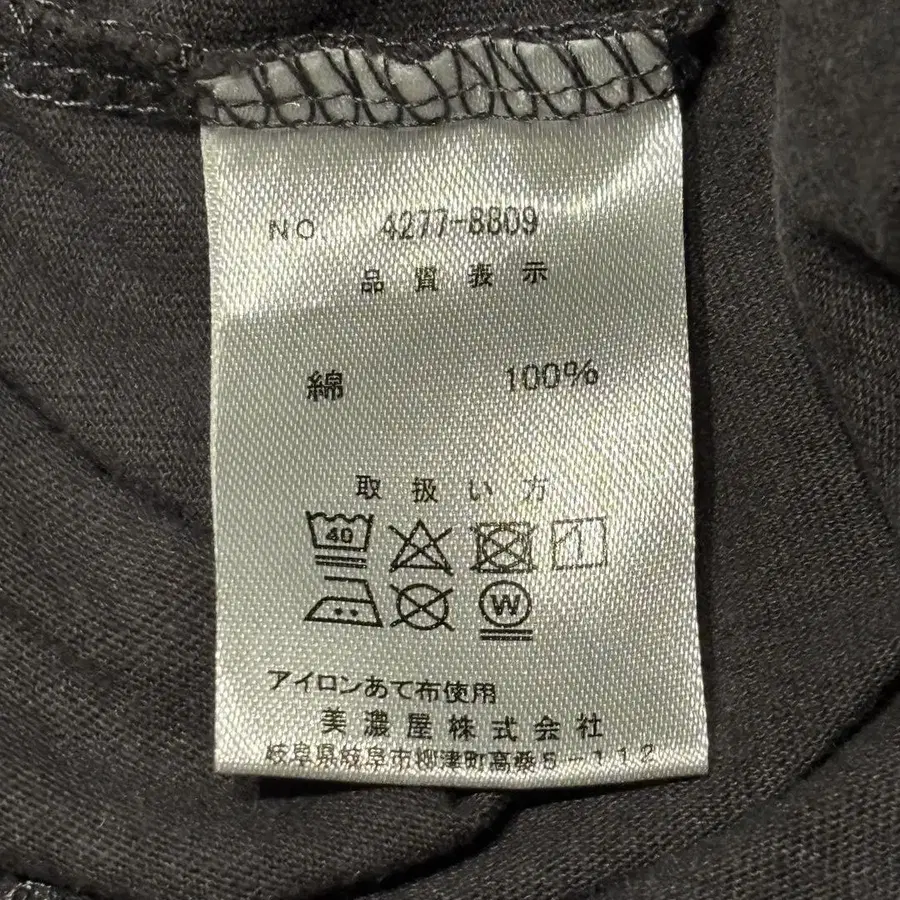 NO. 4277-8809
品質表示
綿 100%
取扱い方
40
W
アイロンあて布使用
美濃屋株式会社
岐阜県岐阜市柳津町高桑5-112